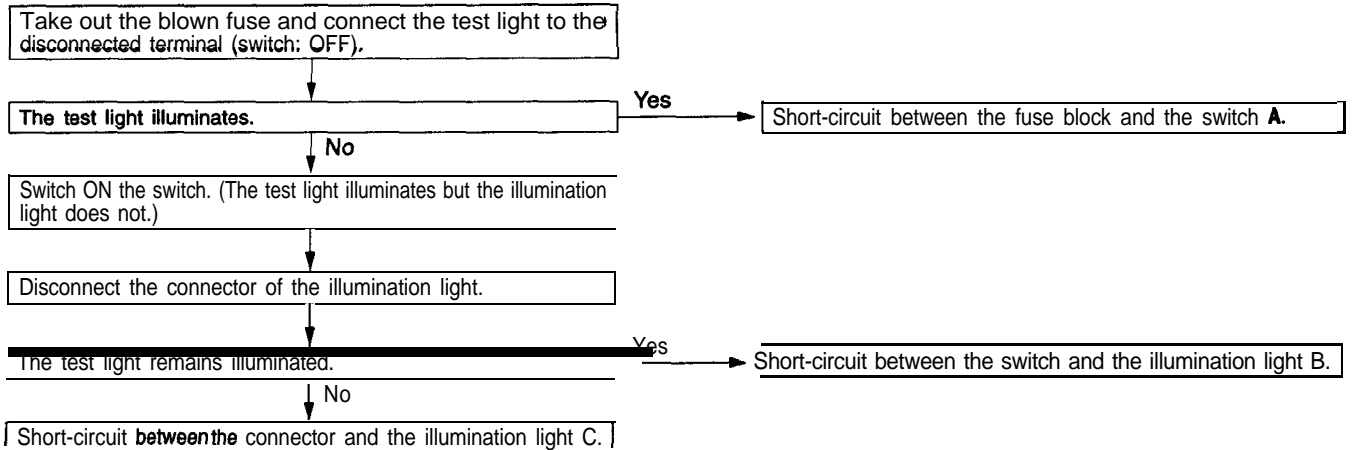 Take out the blown fuse and connect the test light to the
disconnected terminal (switch: OFF).
The test light illuminates.
Yes
Short-circuit between the fuse block and the switch A.
No
Switch ON the switch. (The test light illuminates but the illumination
light does not.)
Disconnect the connector of the illumination light.
The test light remains illuminated.
Yes
Short-circuit between the switch and the illumination light B.
No
Short-circuit between the connector and the illumination light C.